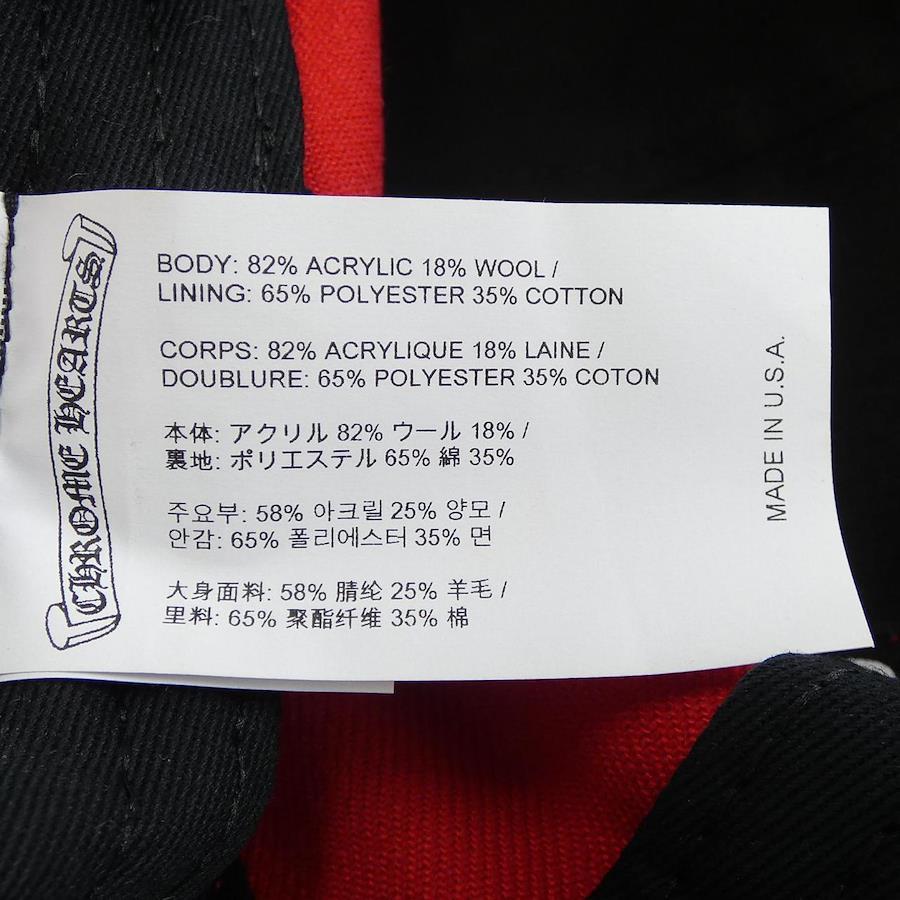 CHROME HEARTS
BODY: 82% ACRYLIC 18% WOOL /
LINING: 65% POLYESTER 35% COTTON
CORPS: 82% ACRYLIQUE 18% LAINE /
DOUBLURE: 65% POLYESTER 35% COTON
本体: アクリル 82% ウール 18% /
裏地: ポリエステル 65% 綿 35%
주요부: 58% 아크릴 25% 양모 /
안감: 65% 폴리에스터 35% 면
大身面料: 58% 腈纶 25% 羊毛 /
里料: 65% 聚酯纤维 35% 棉
MADE IN U.S.A.